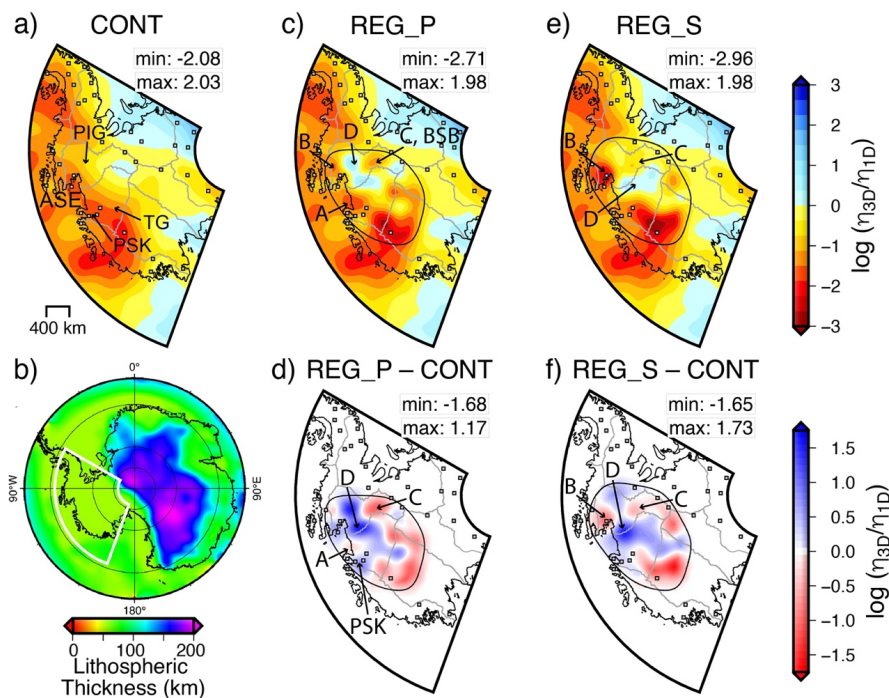 a) CONT
min: -2.08
max: 2.03
PIG
ASE
TG
PSK
400 km
c) REG_P
min: -2.71
max: 1.98
B
D
C, BSB
A
e) REG_S
min: -2.96
max: 1.98
B
C
D
3
2
1
0
−1
−2
−3
log (η3D/η1D)
b)
0°
90°W
90°E
180°
0 100 200
Lithospheric
Thickness (km)
d) REG_P – CONT
min: -1.68
max: 1.17
D
C
A
PSK
f) REG_S – CONT
min: -1.65
max: 1.73
D
B
C
1.5
1.0
0.5
0.0
−0.5
−1.0
−1.5
log (η3D/η1D)